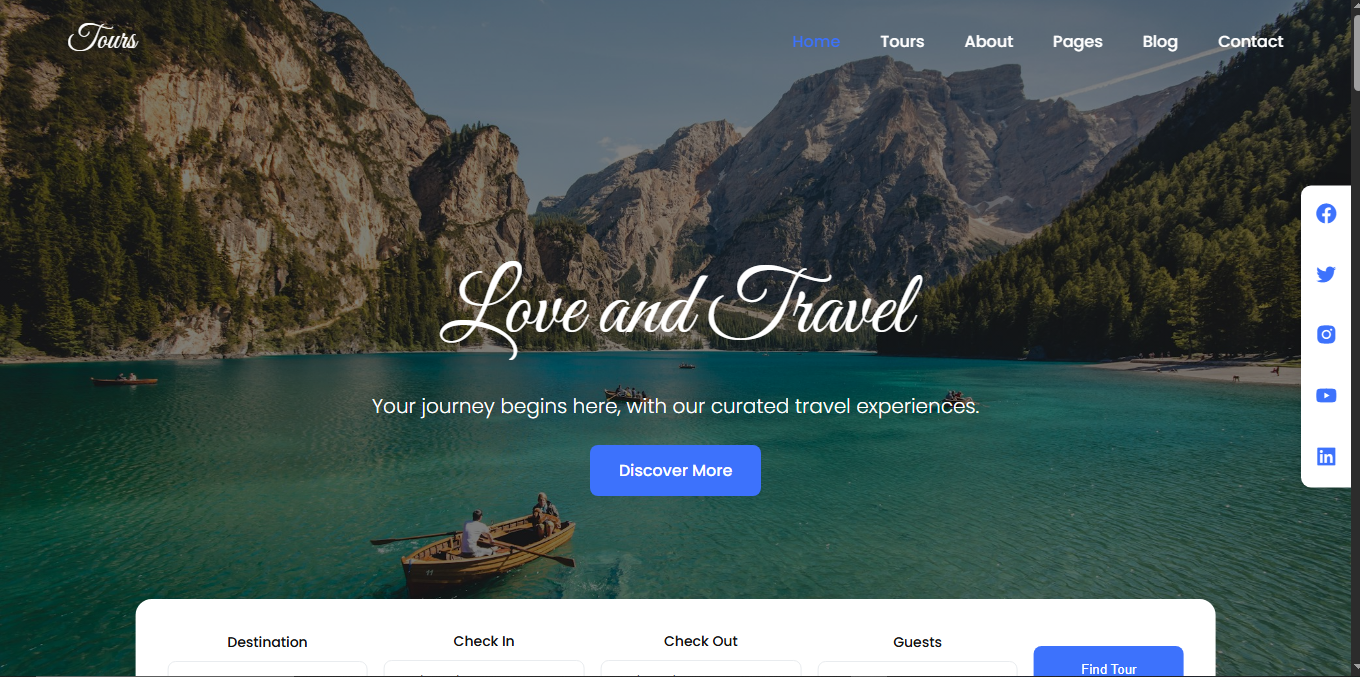 Tours
Home Tours About Pages Blog Contact
Love and Travel
Your journey begins here, with our curated travel experiences.
Discover More
Destination Check In Check Out Guests
Find Tour